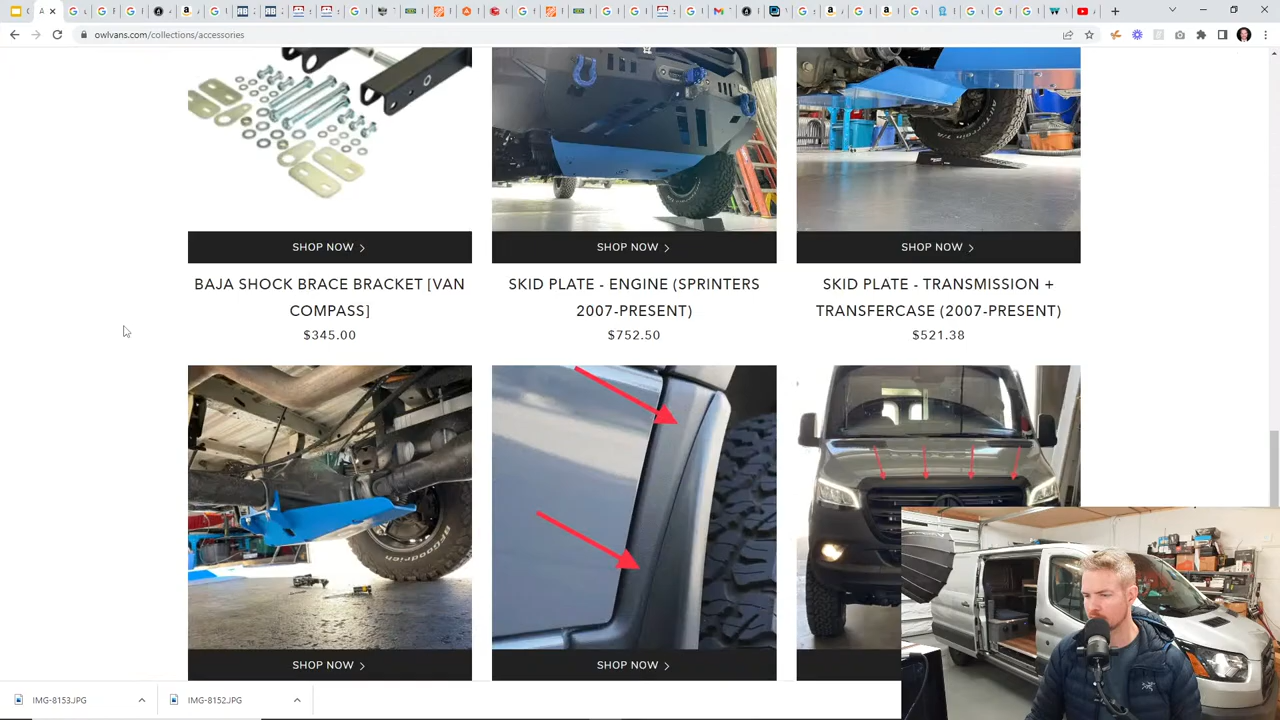 owlvans.com/collections/accessories
SHOP NOW
SHOP NOW
SHOP NOW
BAJA SHOCK BRACE BRACKET [VAN
COMPASS]
$345.00
SKID PLATE - ENGINE (SPRINTERS
2007-PRESENT)
$752.50
SKID PLATE - TRANSMISSION +
TRANSFERCASE (2007-PRESENT)
$521.38
SHOP NOW
SHOP NOW
IMG-8153.JPG
IMG-8152.JPG